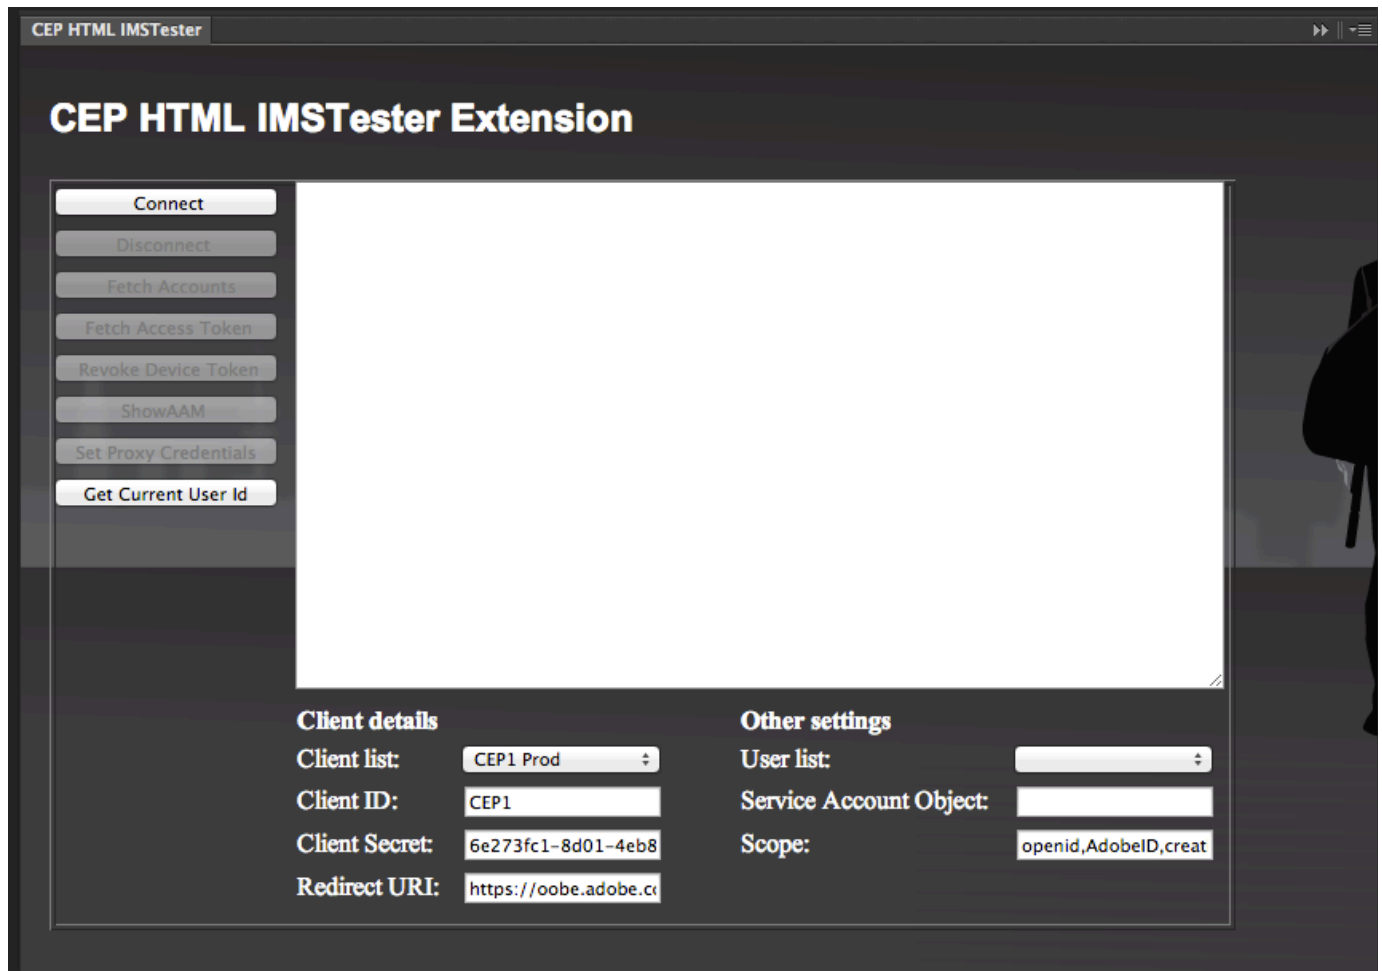 CEP HTML IMSTester
CEP HTML IMSTester Extension
Connect
Disconnect
Fetch Accounts
Fetch Access Token
Revoke Device Token
ShowAAM
Set Proxy Credentials
Get Current User Id
Client details
Client list: CEP1 Prod
Client ID: CEP1
Client Secret: 6e273fc1-8d01-4eb8
Redirect URI: https://oobe.adobe.co
Other settings
User list:
Service Account Object:
Scope: openid,AdobeID,creat